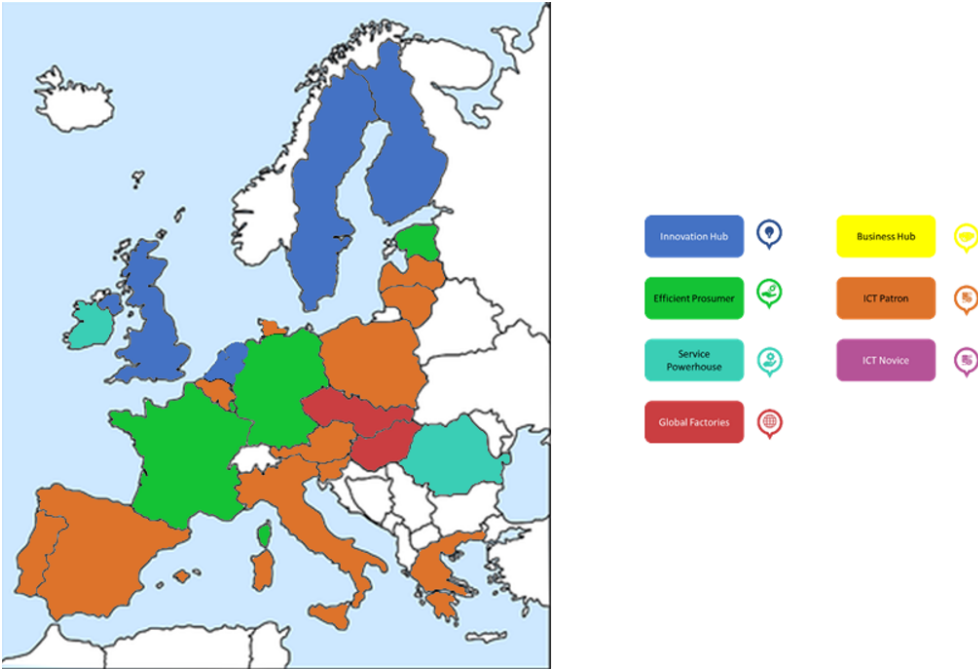 Innovation Hub
Business Hub
Efficient Prosumer
ICT Patron
Service
Powerhouse
ICT Novice
Global Factories